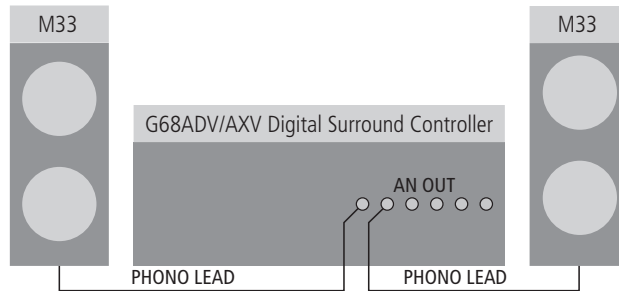 M33
M33
G68ADV/AXV Digital Surround Controller
AN OUT
PHONO LEAD
PHONO LEAD